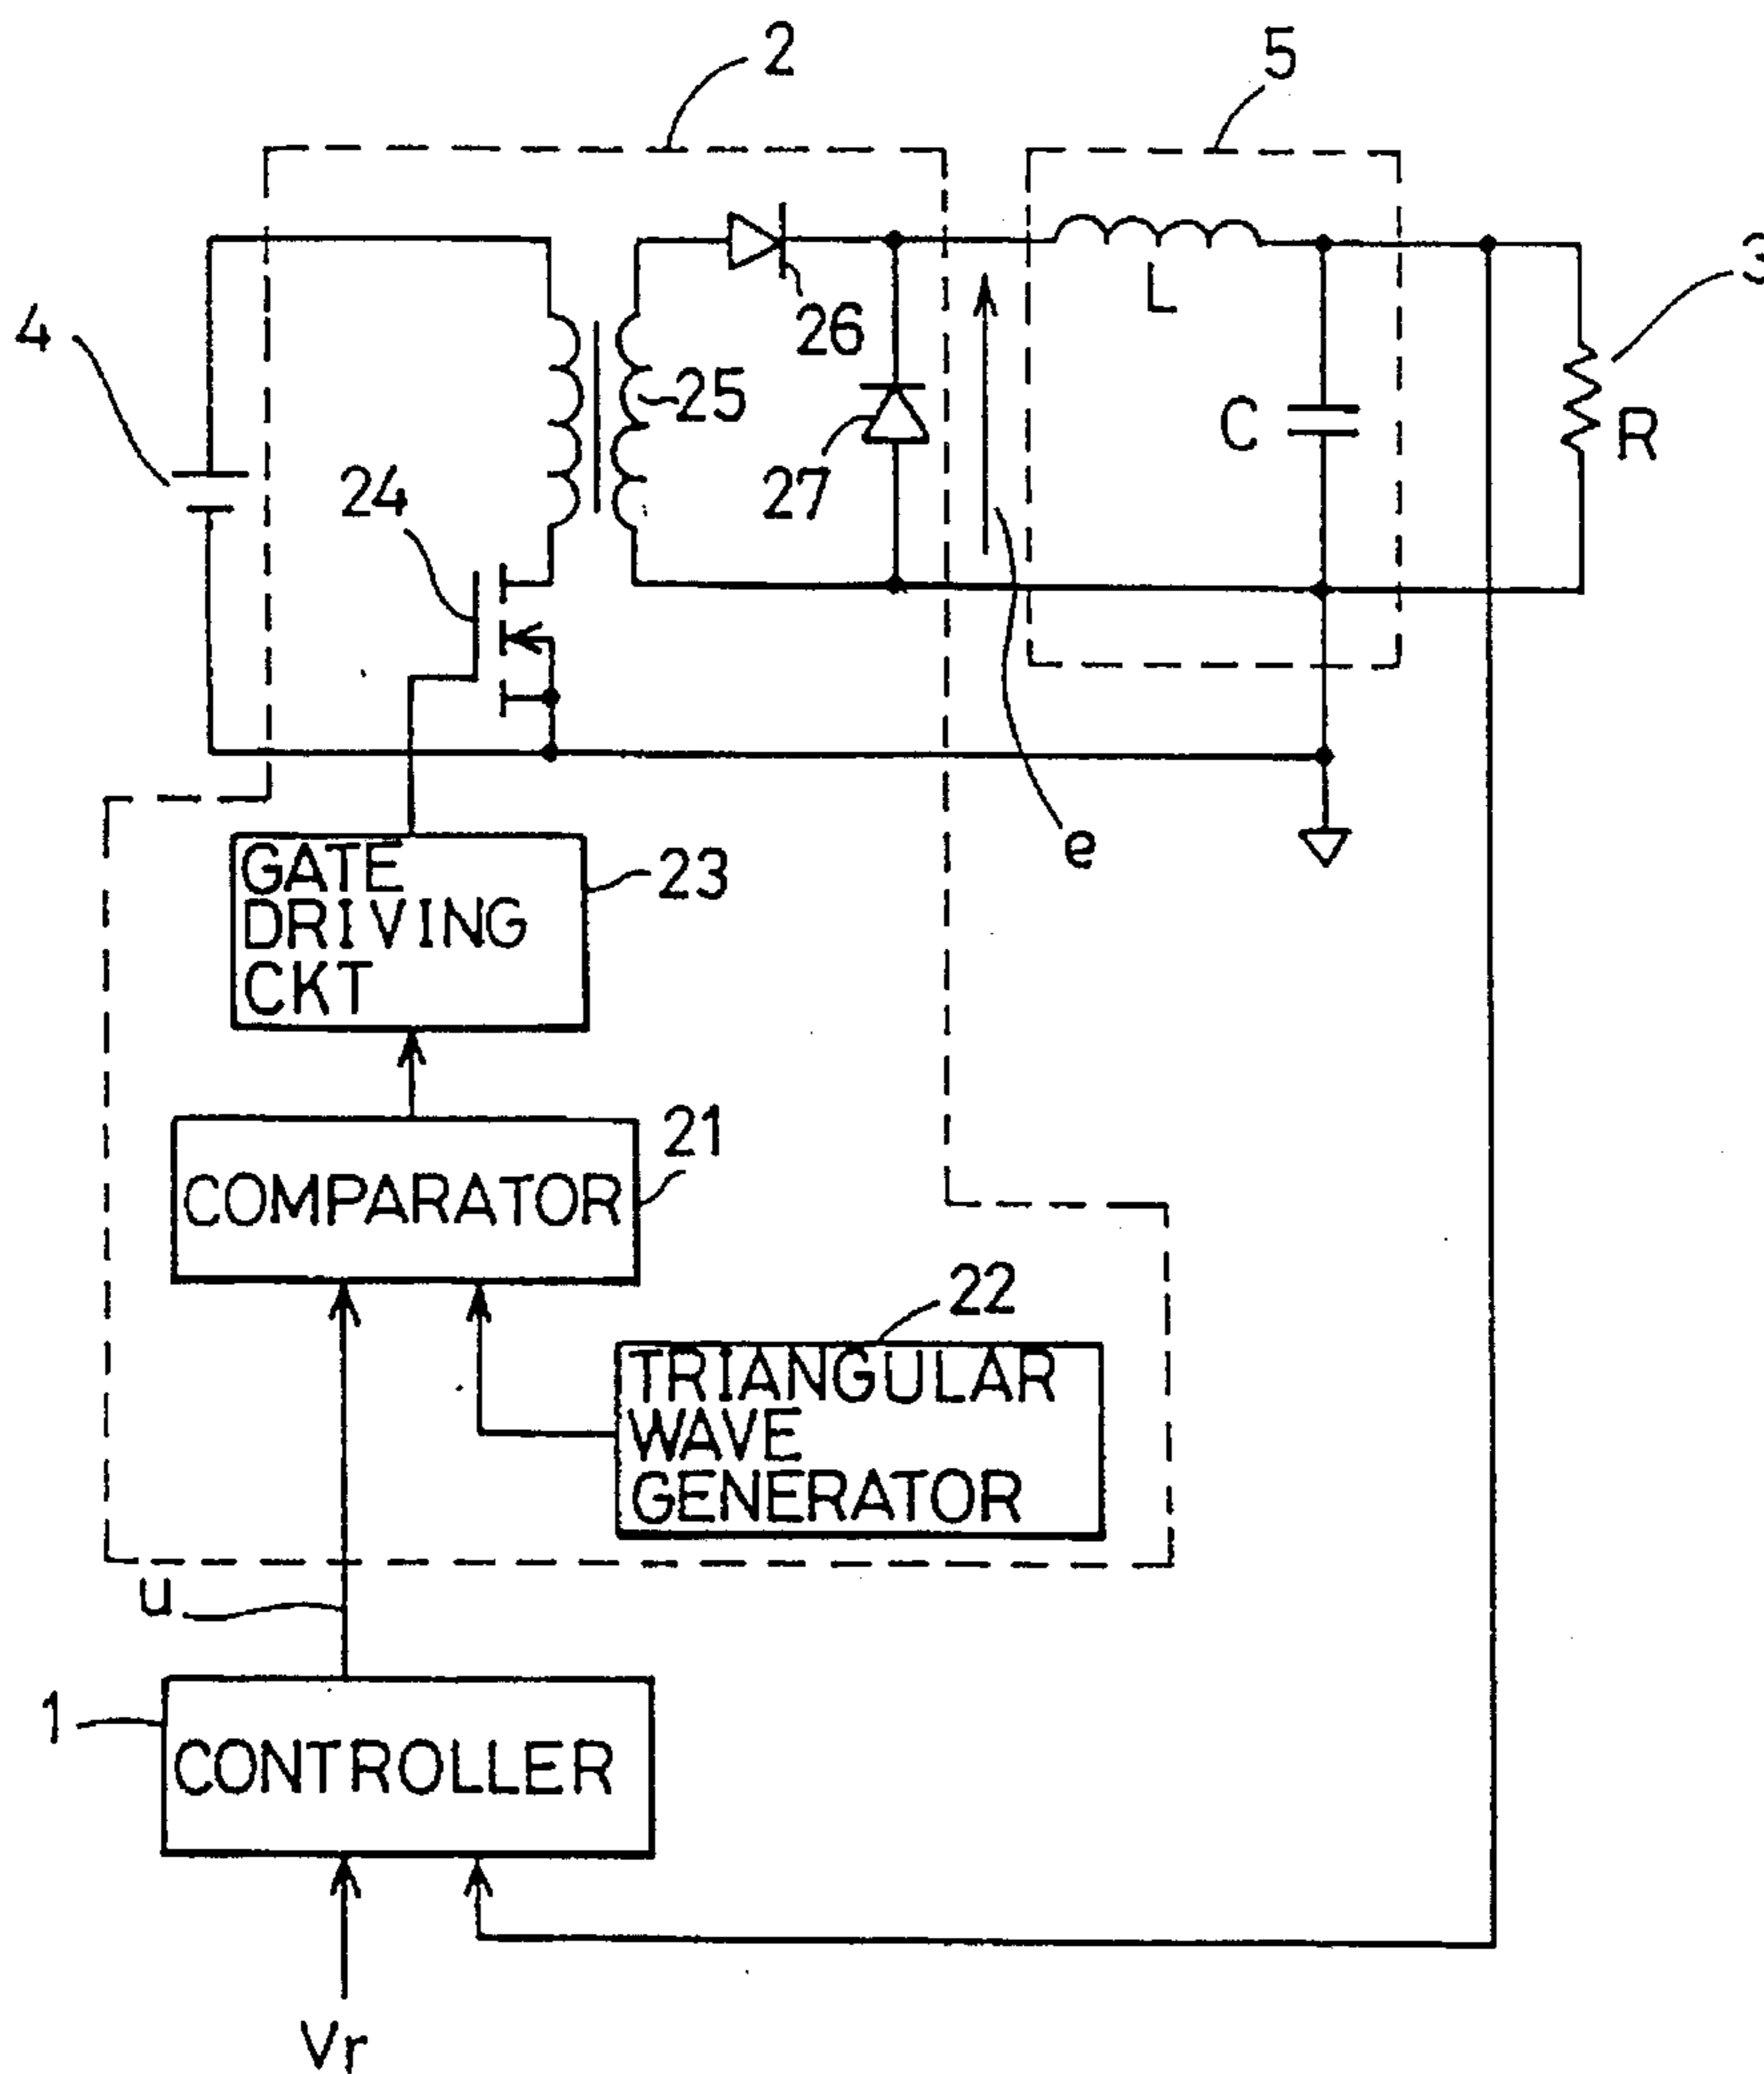 2
5
3
4
26
L
25
C
R
24
27
e
GATE
DRIVING
CKT
23
21
COMPARATOR
22
TRIANGULAR
WAVE
GENERATOR
u
1
CONTROLLER
Vr